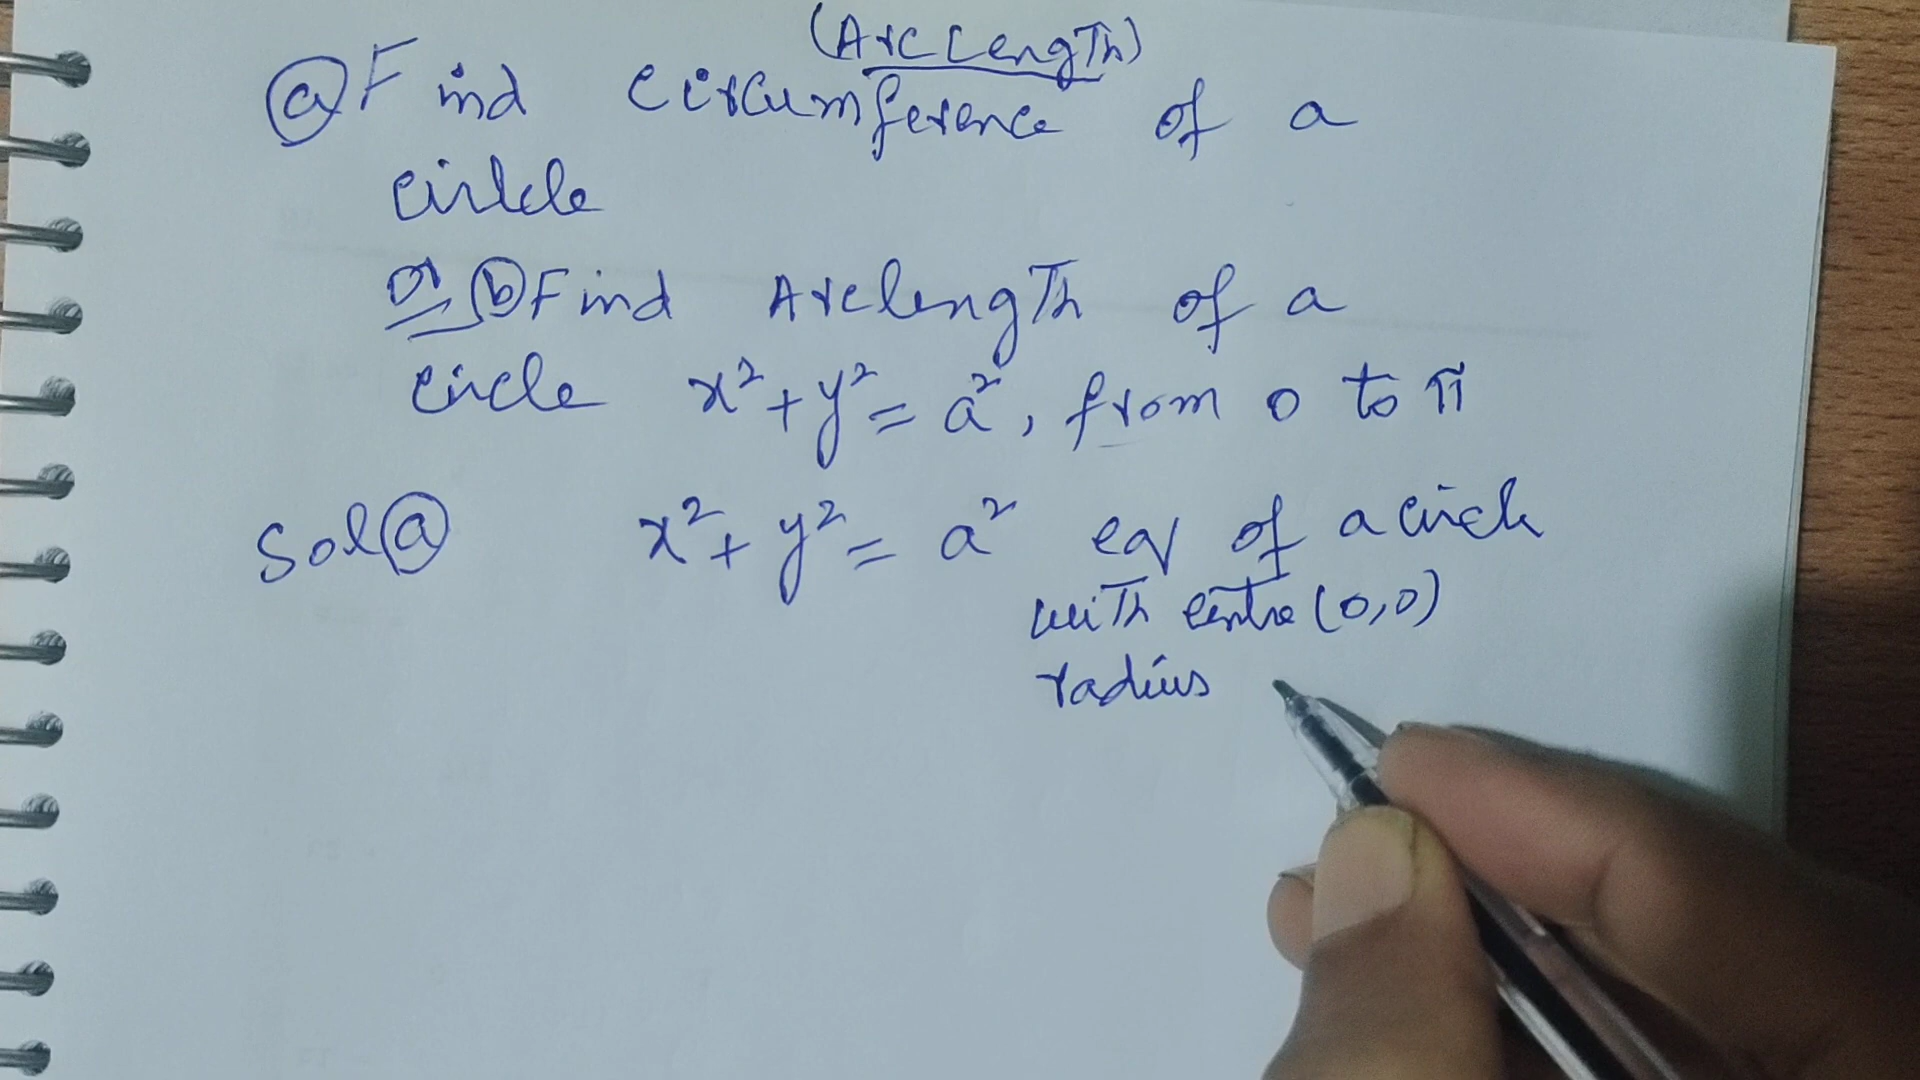 (Arc Length)
ⓐ Find circumference of a
cirlcle
or ⓑ Find Arclength of a
circle x²+y²=a², from 0 to π
Sol ⓐ x²+y²=a² eq of a circle
with centre (0,0)
radius